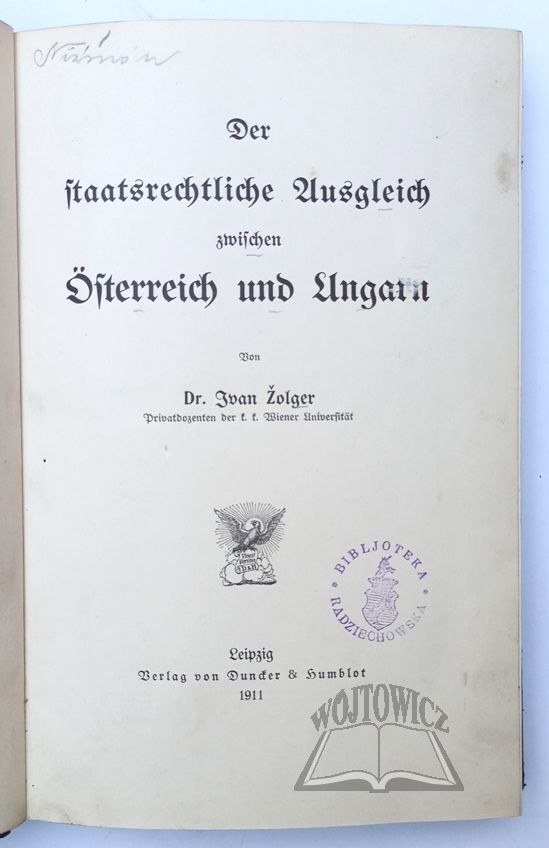 Der
staatsrechtliche Ausgleich
zwischen
Österreich und Ungarn
Von
Dr. Ivan Žolger
Privatdozenten der k. k. Wiener Universität
BIBLJOTEKA
RADZIECHOWSKA
Leipzig
Verlag von Duncker & Humblot
1911
WÓJTOWICZ